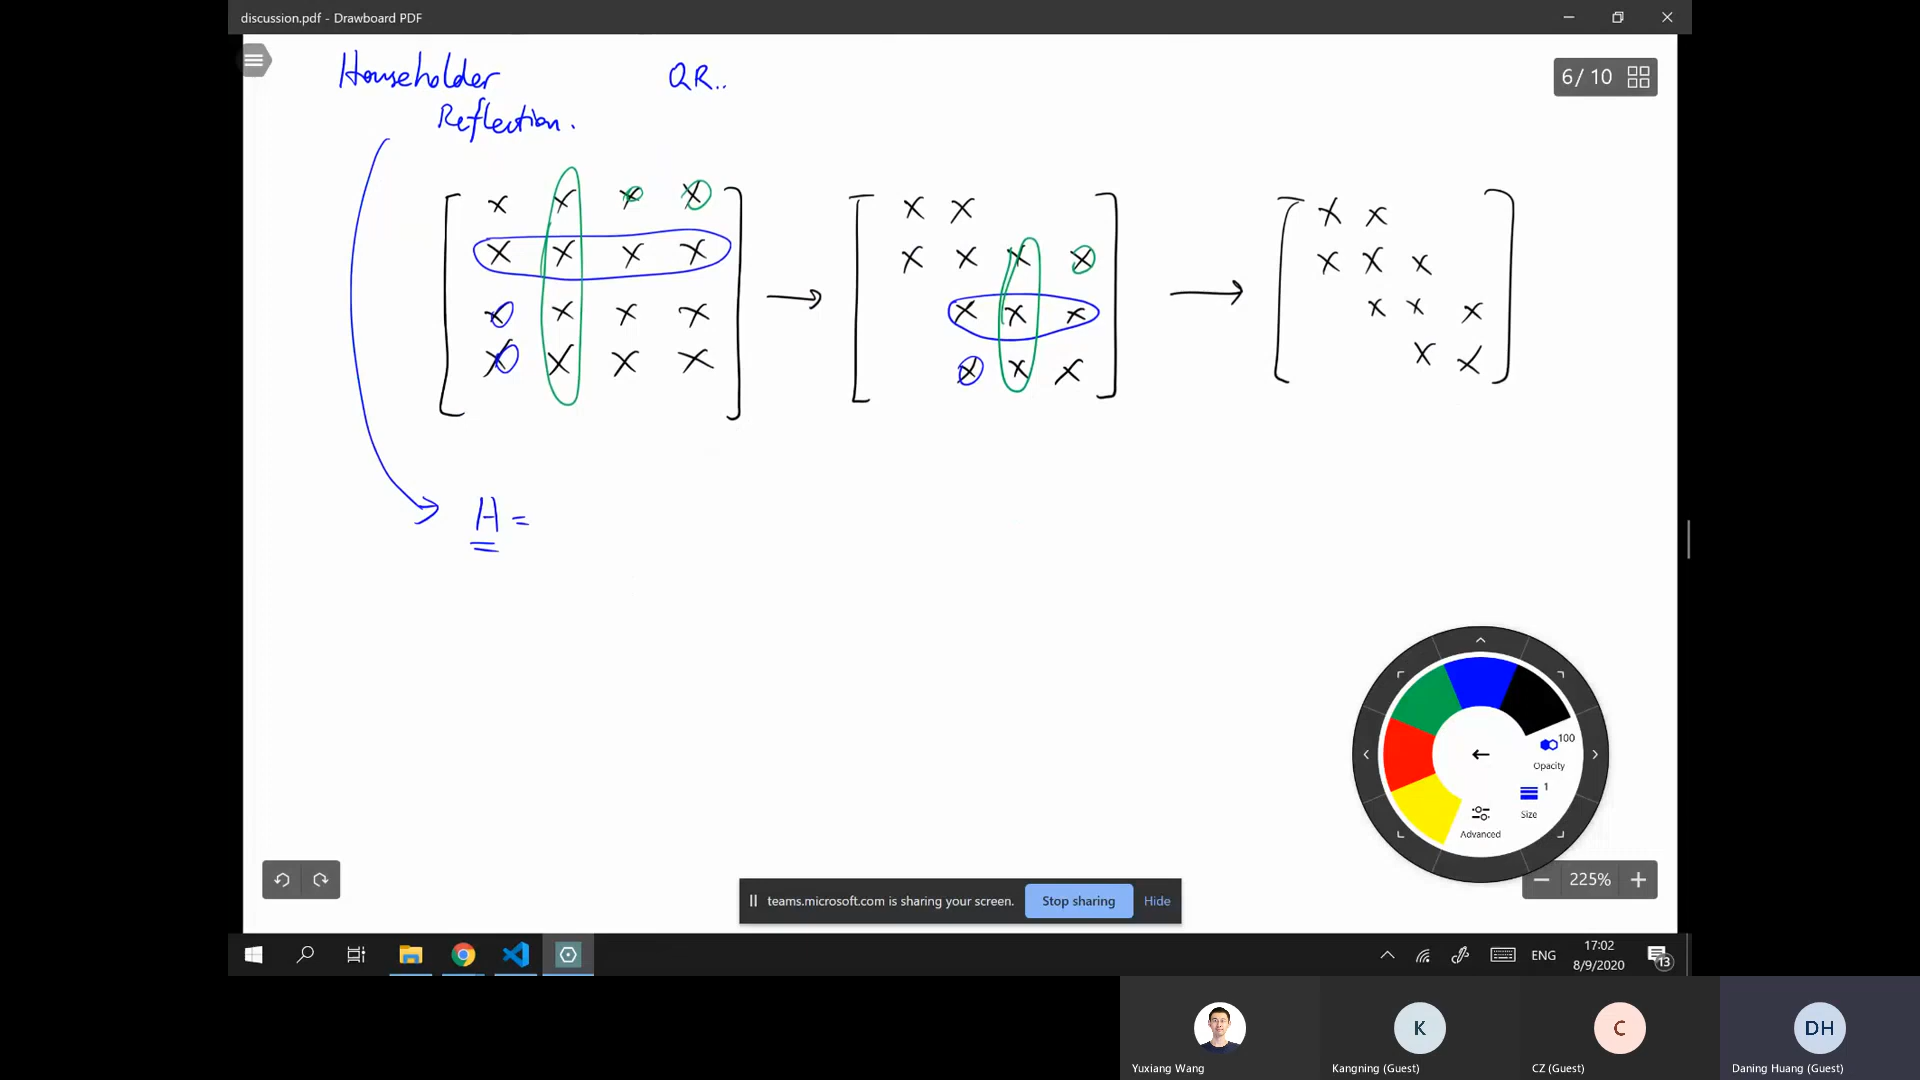 discussion.pdf - Drawboard PDF
Householder QR..
Reflection.
6 / 10
x x x x
x x x x
x x x x
x x x x
x x
x x x x
x x x
x x x
x x
x x x
x x x
x x
H =
100
Opacity
1
Size
Advanced
225%
teams.microsoft.com is sharing your screen. Stop sharing Hide
ENG
17:02
8/9/2020
13
K
C
DH
Yuxiang Wang
Kangning (Guest)
CZ (Guest)
Daning Huang (Guest)